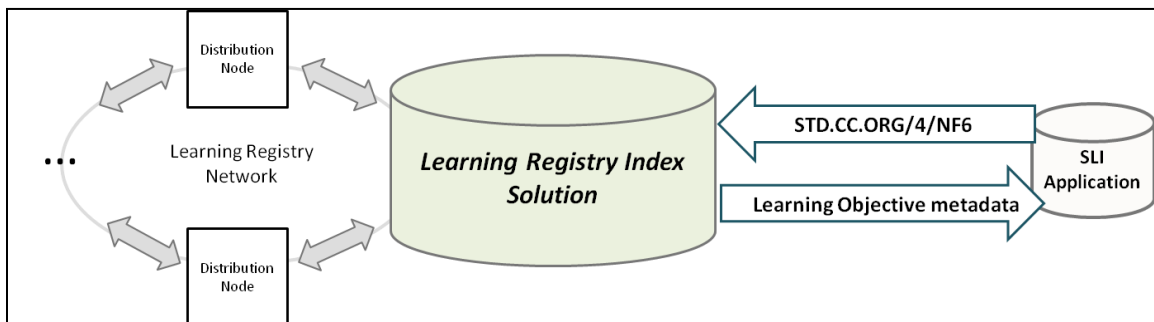 Distribution
Node
...
Learning Registry
Network
Distribution
Node
Learning Registry Index
Solution
STD.CC.ORG/4/NF6
Learning Objective metadata
SLI
Application